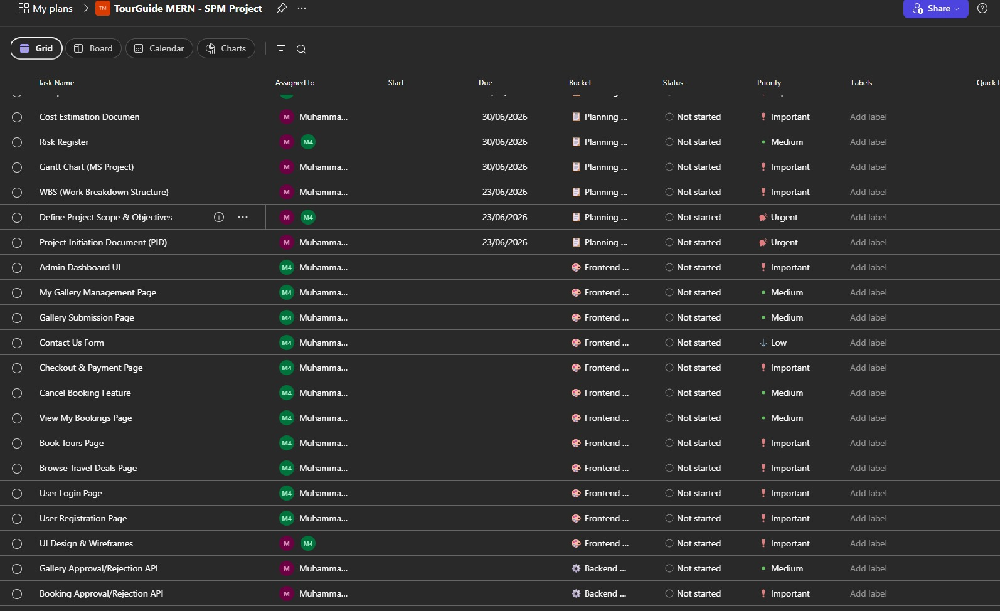 My plans > TM TourGuide MERN - SPM Project ... Share
Grid Board Calendar Charts
Task Name Assigned to Start Due Bucket Status Priority Labels Quick
Cost Estimation Documen M Muhamma... 30/06/2026 Planning ... Not started Important Add label
Risk Register M M4 30/06/2026 Planning ... Not started Medium Add label
Gantt Chart (MS Project) M Muhamma... 30/06/2026 Planning ... Not started Important Add label
WBS (Work Breakdown Structure) M Muhamma... 23/06/2026 Planning ... Not started Important Add label
Define Project Scope & Objectives ... M M4 23/06/2026 Planning ... Not started Urgent Add label
Project Initiation Document (PID) M Muhamma... 23/06/2026 Planning ... Not started Urgent Add label
Admin Dashboard UI M4 Muhamma... Frontend ... Not started Important Add label
My Gallery Management Page M4 Muhamma... Frontend ... Not started Medium Add label
Gallery Submission Page M4 Muhamma... Frontend ... Not started Medium Add label
Contact Us Form M4 Muhamma... Frontend ... Not started Low Add label
Checkout & Payment Page M4 Muhamma... Frontend ... Not started Important Add label
Cancel Booking Feature M4 Muhamma... Frontend ... Not started Medium Add label
View My Bookings Page M4 Muhamma... Frontend ... Not started Medium Add label
Book Tours Page M4 Muhamma... Frontend ... Not started Important Add label
Browse Travel Deals Page M4 Muhamma... Frontend ... Not started Important Add label
User Login Page M4 Muhamma... Frontend ... Not started Important Add label
User Registration Page M4 Muhamma... Frontend ... Not started Important Add label
UI Design & Wireframes M M4 Frontend ... Not started Important Add label
Gallery Approval/Rejection API M Muhamma... Backend ... Not started Medium Add label
Booking Approval/Rejection API M Muhamma... Backend ... Not started Important Add label